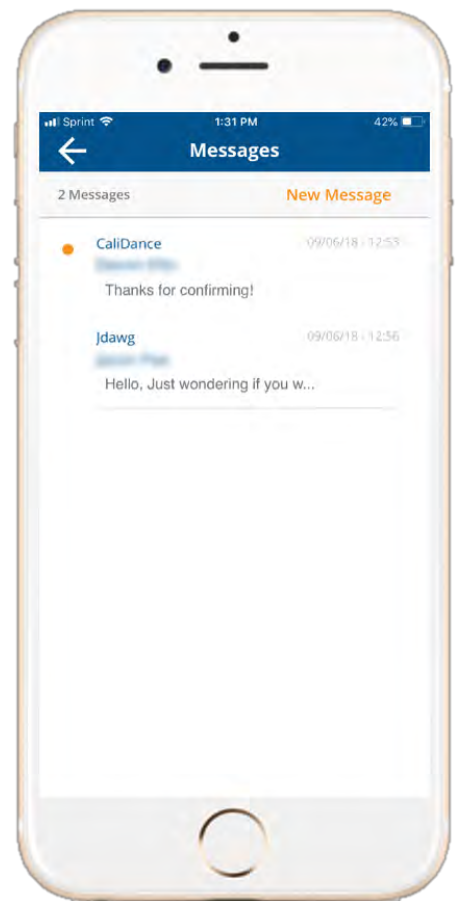 Sprint 1:31 PM 42%
Messages
2 Messages New Message
CaliDance 09/06/18 - 12:53
Thanks for confirming!
Jdawg 09/06/18 - 12:56
Hello, Just wondering if you w...